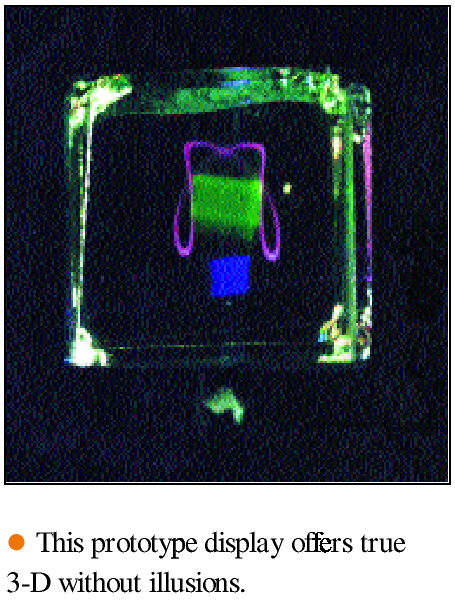 ● This prototype display offers true
3-D without illusions.